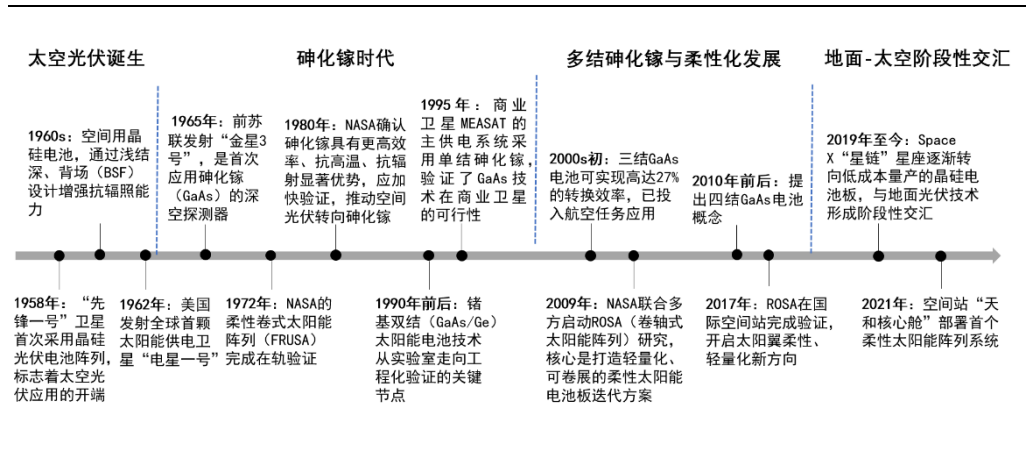 太空光伏诞生
砷化镓时代
多结砷化镓与柔性化发展
地面-太空阶段性交汇
1960s：空间用晶
硅电池，通过浅结
深、背场（BSF）
设计增强抗辐照能
力
1965年：前苏
联发射“金星3
号”，是首次
应用砷化镓
（GaAs）的深
空探测器
1980年：NASA确认
砷化镓具有更高效
率、抗高温、抗辐
射显著优势，应加
快验证，推动空间
光伏转向砷化镓
1995年：商业
卫星MEASAT的
主供电系统采
用单结砷化镓，
验证了GaAs技
术在商业卫星
的可行性
2000s初：三结GaAs
电池可实现高达27%
的转换效率，已投
入航空任务应用
2010年前后：提
出四结GaAs电池
概念
2019年至今：Space
X“星链”星座逐渐转
向低成本量产的晶硅电
池板，与地面光伏技术
形成阶段性交汇
1958年：“先
锋一号”卫星
首次采用晶硅
光伏电池阵列，
标志着太空光
伏应用的开端
1962年：美国
发射全球首颗
太阳能供电卫
星“电星一号”
1972年：NASA的
柔性卷式太阳能
阵列（FRUSA）
完成在轨验证
1990年前后：锗
基双结（GaAs/Ge）
太阳能电池技术
从实验室走向工
程化验证的关键
节点
2009年：NASA联合多
方启动ROSA（卷轴式
太阳能阵列）研究，
核心是打造轻量化、
可卷展的柔性太阳能
电池板迭代方案
2017年：ROSA在国
际空间站完成验证，
开启太阳翼柔性、
轻量化新方向
2021年：空间站“天
和核心舱”部署首个
柔性太阳能阵列系统